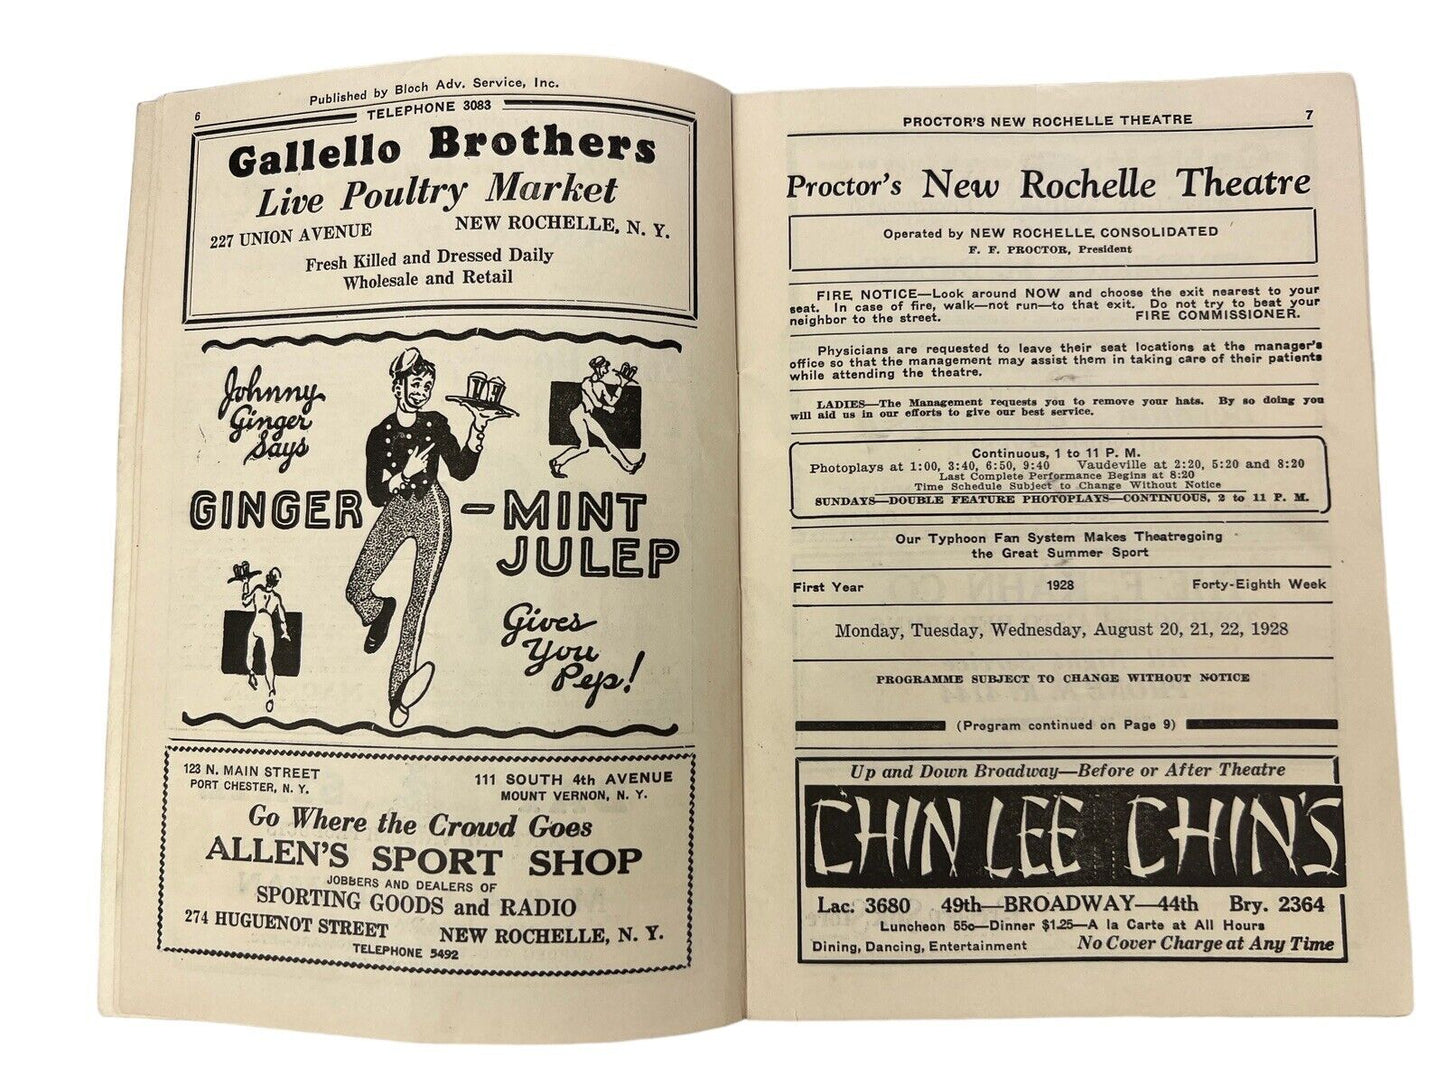 Published by Bloch Adv. Service, Inc.
6
TELEPHONE 3083
Gallello Brothers
Live Poultry Market
227 UNION AVENUE NEW ROCHELLE, N. Y.
Fresh Killed and Dressed Daily
Wholesale and Retail
Johnny
Ginger
Says
GINGER-MINT
JULEP
Gives
You
Pep!
123 N. MAIN STREET 111 SOUTH 4th AVENUE
PORT CHESTER, N. Y. MOUNT VERNON, N. Y.
Go Where the Crowd Goes
ALLEN'S SPORT SHOP
JOBBERS AND DEALERS OF
SPORTING GOODS and RADIO
274 HUGUENOT STREET NEW ROCHELLE, N. Y.
TELEPHONE 5492
PROCTOR'S NEW ROCHELLE THEATRE 7
Proctor's New Rochelle Theatre
Operated by NEW ROCHELLE CONSOLIDATED
F. F. PROCTOR, President
FIRE NOTICE—Look around NOW and choose the exit nearest to your
seat. In case of fire, walk—not run—to that exit. Do not try to beat your
neighbor to the street. FIRE COMMISSIONER.
Physicians are requested to leave their seat locations at the manager's
office so that the management may assist them in taking care of their patients
while attending the theatre.
LADIES—The Management requests you to remove your hats. By so doing you
will aid us in our efforts to give our best service.
Continuous, 1 to 11 P. M.
Photoplays at 1:00, 3:40, 6:50, 9:40 Vaudeville at 2:20, 5:20 and 8:20
Last Complete Performance Begins at 8:20
Time Schedule Subject to Change Without Notice
SUNDAYS—DOUBLE FEATURE PHOTOPLAYS—CONTINUOUS, 2 to 11 P. M.
Our Typhoon Fan System Makes Theatregoing
the Great Summer Sport
First Year 1928 Forty-Eighth Week
Monday, Tuesday, Wednesday, August 20, 21, 22, 1928
PROGRAMME SUBJECT TO CHANGE WITHOUT NOTICE
(Program continued on Page 9)
Up and Down Broadway—Before or After Theatre
CHIN LEE CHIN'S
Lac. 3680 49th—BROADWAY—44th Bry. 2364
Luncheon 55c—Dinner $1.25—A la Carte at All Hours
Dining, Dancing, Entertainment No Cover Charge at Any Time